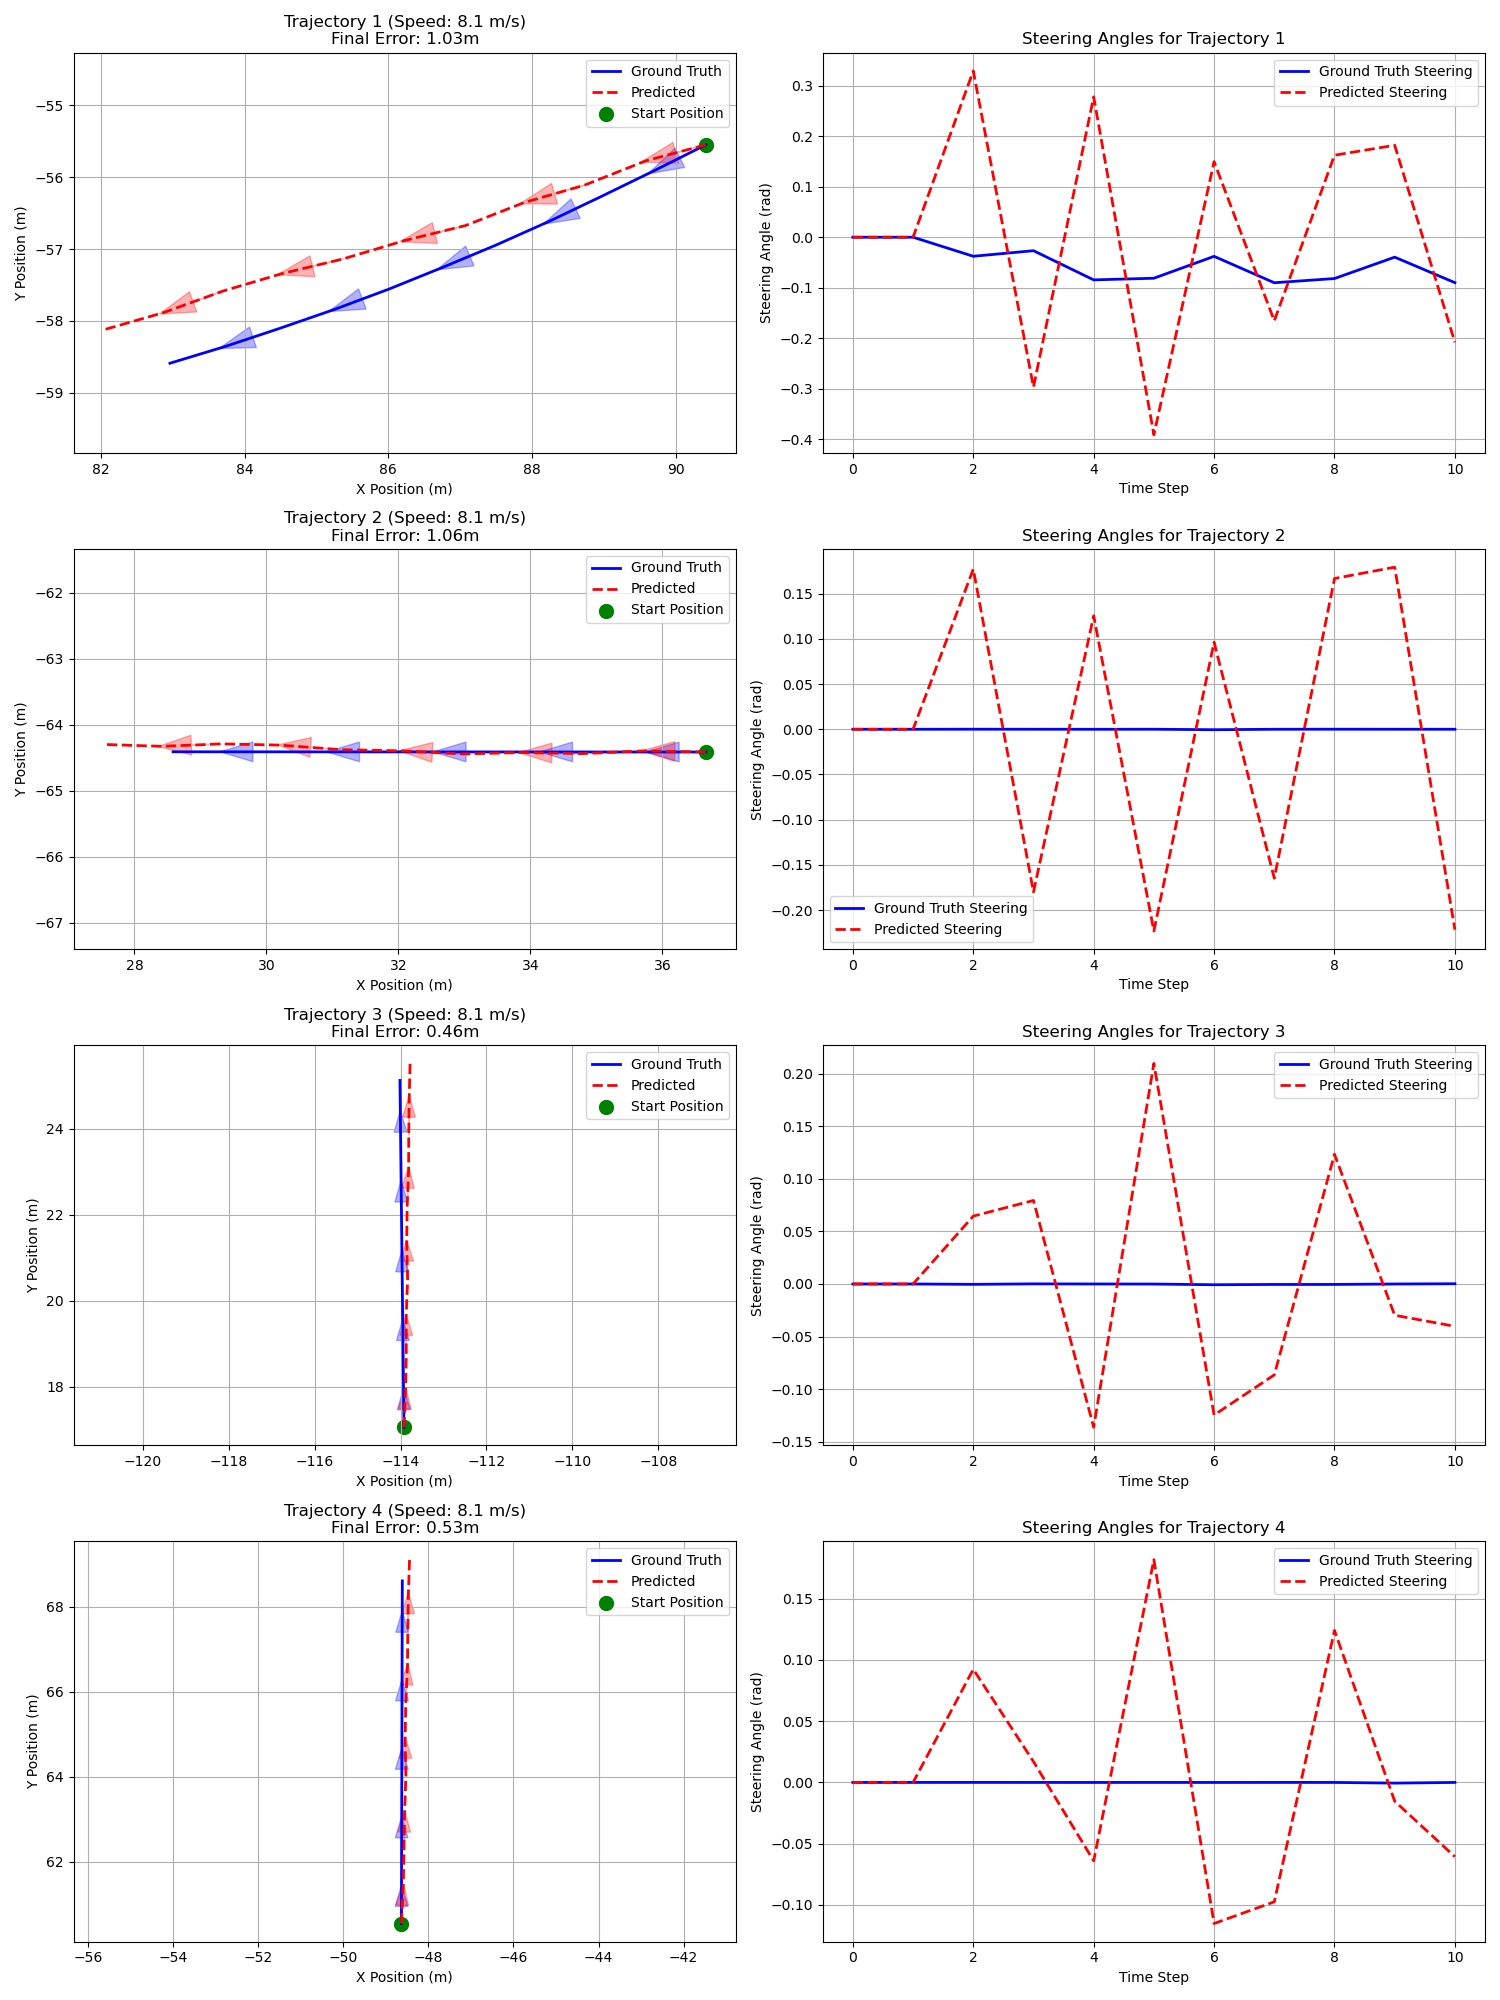 Trajectory 1 (Speed: 8.1 m/s)
Final Error: 1.03m
Ground Truth
Predicted
Start Position
−55
−56
−57
−58
−59
Y Position (m)
82 84 86 88 90
X Position (m)
Steering Angles for Trajectory 1
Ground Truth Steering
Predicted Steering
0.3
0.2
0.1
0.0
−0.1
−0.2
−0.3
−0.4
Steering Angle (rad)
0 2 4 6 8 10
Time Step
Trajectory 2 (Speed: 8.1 m/s)
Final Error: 1.06m
Ground Truth
Predicted
Start Position
−62
−63
−64
−65
−66
−67
Y Position (m)
28 30 32 34 36
X Position (m)
Steering Angles for Trajectory 2
0.15
0.10
0.05
0.00
−0.05
−0.10
−0.15
−0.20
Steering Angle (rad)
Ground Truth Steering
Predicted Steering
0 2 4 6 8 10
Time Step
Trajectory 3 (Speed: 8.1 m/s)
Final Error: 0.46m
Ground Truth
Predicted
Start Position
24
22
20
18
Y Position (m)
−120 −118 −116 −114 −112 −110 −108
X Position (m)
Steering Angles for Trajectory 3
Ground Truth Steering
Predicted Steering
0.20
0.15
0.10
0.05
0.00
−0.05
−0.10
−0.15
Steering Angle (rad)
0 2 4 6 8 10
Time Step
Trajectory 4 (Speed: 8.1 m/s)
Final Error: 0.53m
Ground Truth
Predicted
Start Position
68
66
64
62
Y Position (m)
−56 −54 −52 −50 −48 −46 −44 −42
X Position (m)
Steering Angles for Trajectory 4
Ground Truth Steering
Predicted Steering
0.15
0.10
0.05
0.00
−0.05
−0.10
Steering Angle (rad)
0 2 4 6 8 10
Time Step